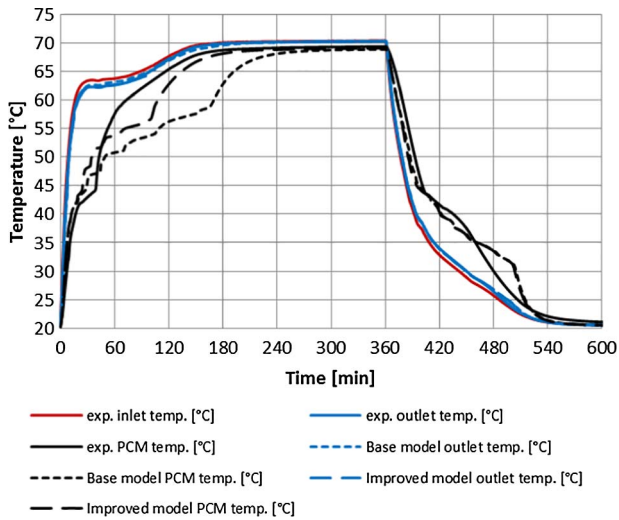 75
70
65
60
55
50
45
40
35
30
25
20
Temperature [°C]
0 60 120 180 240 300 360 420 480 540 600
Time [min]
exp. inlet temp. [°C] exp. outlet temp. [°C]
exp. PCM temp. [°C] Base model outlet temp. [°C]
Base model PCM temp. [°C] Improved model outlet temp. [°C]
Improved model PCM temp. [°C]